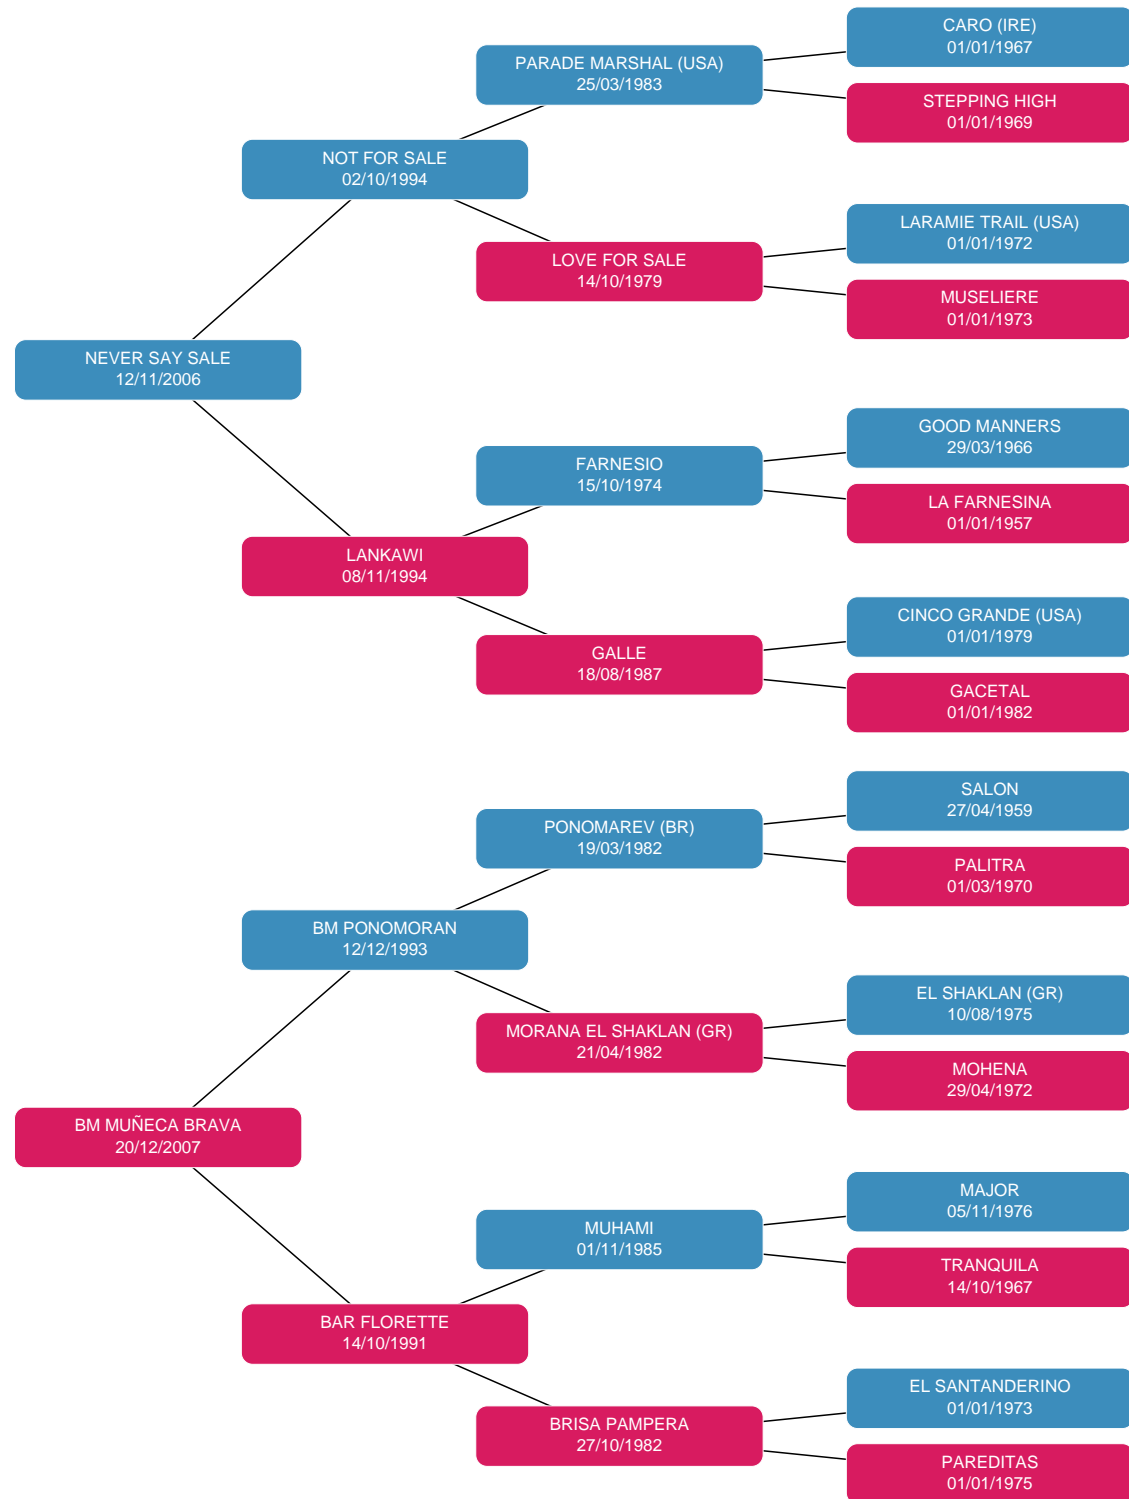 CARO (IRE)
01/01/1967
PARADE MARSHAL (USA)
25/03/1983
STEPPING HIGH
01/01/1969
NOT FOR SALE
02/10/1994
LARAMIE TRAIL (USA)
01/01/1972
LOVE FOR SALE
14/10/1979
MUSELIERE
01/01/1973
NEVER SAY SALE
12/11/2006
GOOD MANNERS
29/03/1966
FARNESIO
15/10/1974
LA FARNESINA
01/01/1957
LANKAWI
08/11/1994
CINCO GRANDE (USA)
01/01/1979
GALLE
18/08/1987
GACETAL
01/01/1982
SALON
27/04/1959
PONOMAREV (BR)
19/03/1982
PALITRA
01/03/1970
BM PONOMORAN
12/12/1993
EL SHAKLAN (GR)
10/08/1975
MORANA EL SHAKLAN (GR)
21/04/1982
MOHENA
29/04/1972
BM MUÑECA BRAVA
20/12/2007
MAJOR
05/11/1976
MUHAMI
01/11/1985
TRANQUILA
14/10/1967
BAR FLORETTE
14/10/1991
EL SANTANDERINO
01/01/1973
BRISA PAMPERA
27/10/1982
PAREDITAS
01/01/1975